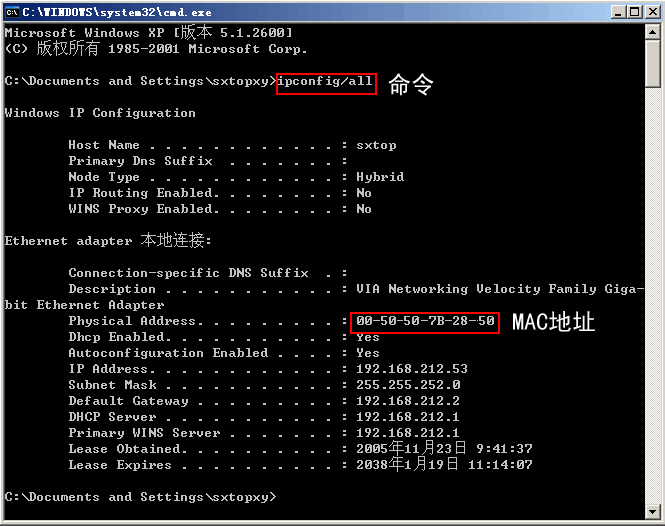 C:\WINDOWS\system32\cmd.exe
Microsoft Windows XP [版本 5.1.2600]
(C) 版权所有 1985-2001 Microsoft Corp.
C:\Documents and Settings\sxtopxy>ipconfig/all 命令
Windows IP Configuration
Host Name . . . . . . . . . . . . : sxtop
Primary Dns Suffix . . . . . . . :
Node Type . . . . . . . . . . . . : Hybrid
IP Routing Enabled. . . . . . . . : No
WINS Proxy Enabled. . . . . . . . : No
Ethernet adapter 本地连接:
Connection-specific DNS Suffix . :
Description . . . . . . . . . . . : VIA Networking Velocity Family Giga-
bit Ethernet Adapter
Physical Address. . . . . . . . . : 00-50-50-7B-28-50 MAC地址
Dhcp Enabled. . . . . . . . . . . : Yes
Autoconfiguration Enabled . . . . : Yes
IP Address. . . . . . . . . . . . : 192.168.212.53
Subnet Mask . . . . . . . . . . . : 255.255.252.0
Default Gateway . . . . . . . . . : 192.168.212.2
DHCP Server . . . . . . . . . . . : 192.168.212.1
Primary WINS Server . . . . . . . : 192.168.212.1
Lease Obtained. . . . . . . . . . : 2005年11月23日 9:41:37
Lease Expires . . . . . . . . . . : 2038年1月19日 11:14:07
C:\Documents and Settings\sxtopxy>